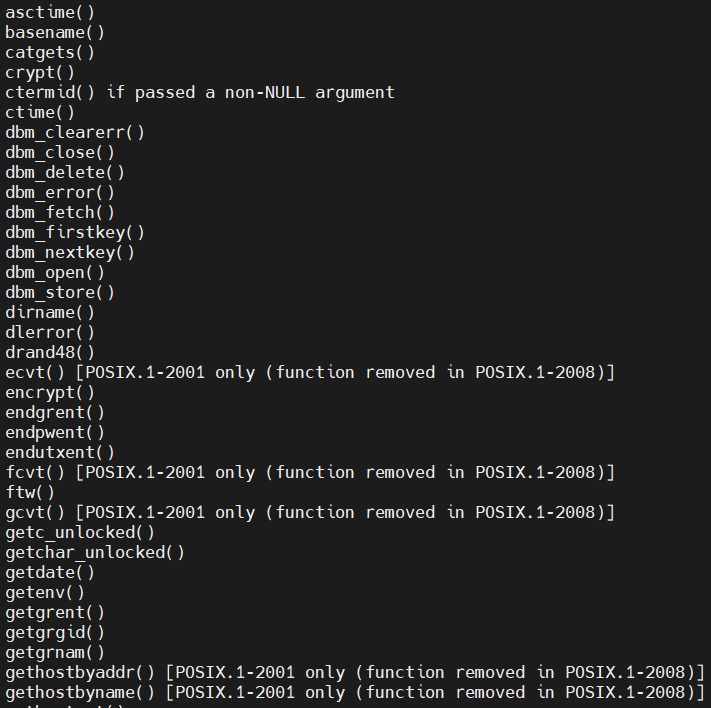 asctime()
basename()
catgets()
crypt()
ctermid() if passed a non-NULL argument
ctime()
dbm_clearerr()
dbm_close()
dbm_delete()
dbm_error()
dbm_fetch()
dbm_firstkey()
dbm_nextkey()
dbm_open()
dbm_store()
dirname()
dlerror()
drand48()
ecvt() [POSIX.1-2001 only (function removed in POSIX.1-2008)]
encrypt()
endgrent()
endpwent()
endutxent()
fcvt() [POSIX.1-2001 only (function removed in POSIX.1-2008)]
ftw()
gcvt() [POSIX.1-2001 only (function removed in POSIX.1-2008)]
getc_unlocked()
getchar_unlocked()
getdate()
getenv()
getgrent()
getgrgid()
getgrnam()
gethostbyaddr() [POSIX.1-2001 only (function removed in POSIX.1-2008)]
gethostbyname() [POSIX.1-2001 only (function removed in POSIX.1-2008)]